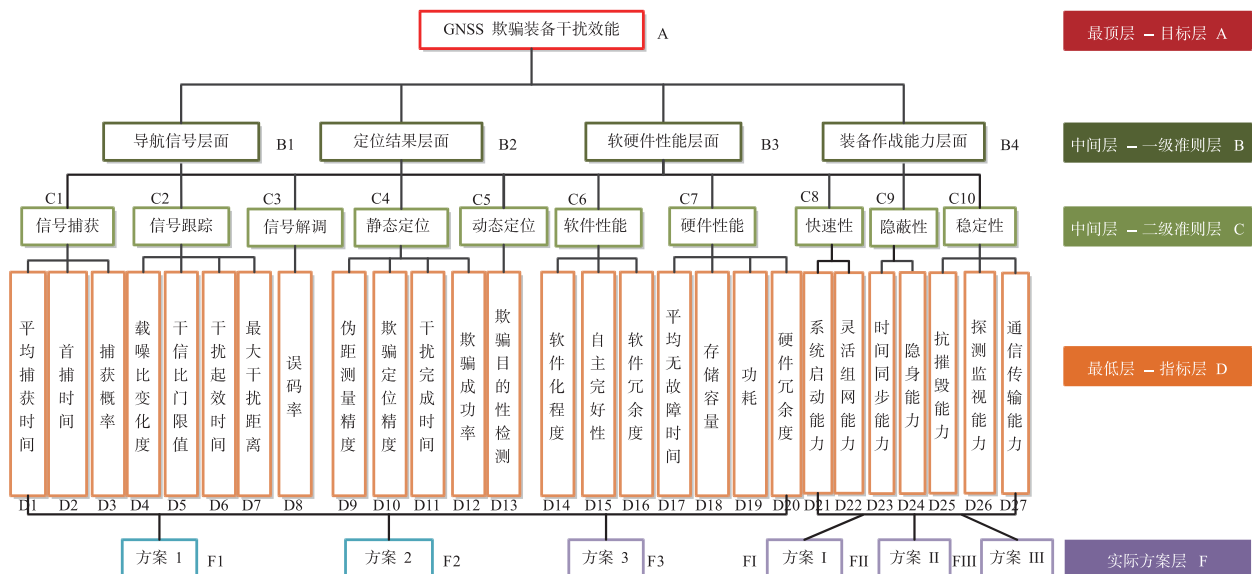 GNSS 欺骗装备干扰效能
A
最顶层 – 目标层 A
导航信号层面
B1
定位结果层面
B2
软硬件性能层面
B3
装备作战能力层面
B4
中间层 – 一级准则层 B
C1
C2
C3
C4
C5
C6
C7
C8
C9
C10
信号捕获
信号跟踪
信号解调
静态定位
动态定位
软件性能
硬件性能
快速性
隐蔽性
稳定性
中间层 – 二级准则层 C
平均捕获时间
首捕时间
捕获概率
载噪比变化度
干信比门限值
干扰起效时间
最大干扰距离
误码率
伪距测量精度
欺骗定位精度
干扰完成时间
欺骗成功率
欺骗目的性检测
软件化程度
自主完好性
软件冗余度
平均无故障时间
存储容量
功耗
硬件冗余度
系统启动能力
灵活组网能力
时间同步能力
隐身能力
抗摧毁能力
探测监视能力
通信传输能力
最低层 – 指标层 D
D1
D2
D3
D4
D5
D6
D7
D8
D9
D10
D11
D12
D13
D14
D15
D16
D17
D18
D19
D20
D21
D22
D23
D24
D25
D26
D27
方案 1
F1
方案 2
F2
方案 3
F3
FI
方案 I
FII
方案 II
FIII
方案 III
实际方案层 F